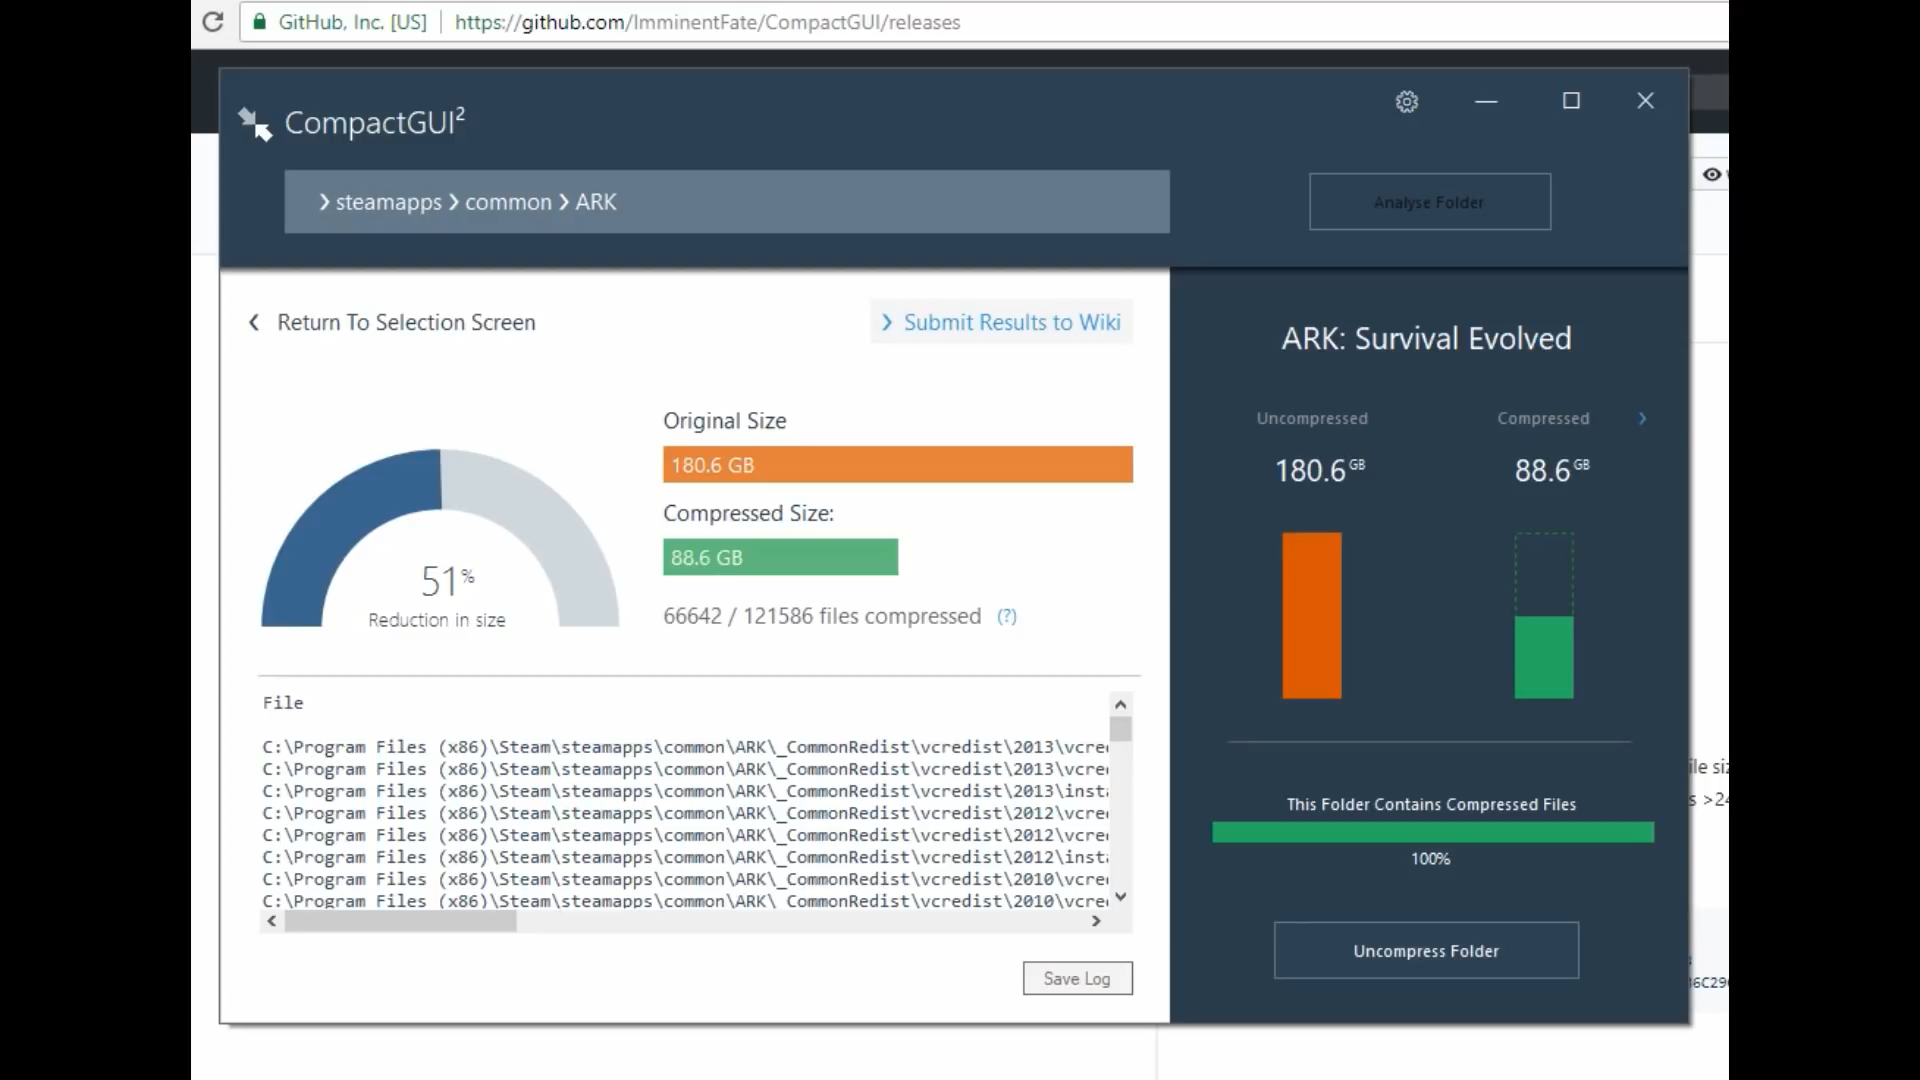 GitHub, Inc. [US] https://github.com/ImminentFate/CompactGUI/releases
CompactGUI²
steamapps common ARK
Analyse Folder
Return To Selection Screen
Submit Results to Wiki
51%
Reduction in size
Original Size
180.6 GB
Compressed Size:
88.6 GB
66642 / 121586 files compressed (?)
File
C:\Program Files (x86)\Steam\steamapps\common\ARK\_CommonRedist\vcredist\2013\vcre
C:\Program Files (x86)\Steam\steamapps\common\ARK\_CommonRedist\vcredist\2013\vcre
C:\Program Files (x86)\Steam\steamapps\common\ARK\_CommonRedist\vcredist\2013\inst
C:\Program Files (x86)\Steam\steamapps\common\ARK\_CommonRedist\vcredist\2012\vcre
C:\Program Files (x86)\Steam\steamapps\common\ARK\_CommonRedist\vcredist\2012\vcre
C:\Program Files (x86)\Steam\steamapps\common\ARK\_CommonRedist\vcredist\2012\inst
C:\Program Files (x86)\Steam\steamapps\common\ARK\_CommonRedist\vcredist\2010\vcre
C:\Program Files (x86)\Steam\steamapps\common\ARK\_CommonRedist\vcredist\2010\vcre
Save Log
ARK: Survival Evolved
Uncompressed Compressed
180.6 GB 88.6 GB
This Folder Contains Compressed Files
100%
Uncompress Folder
ile siz
s >24
6C29